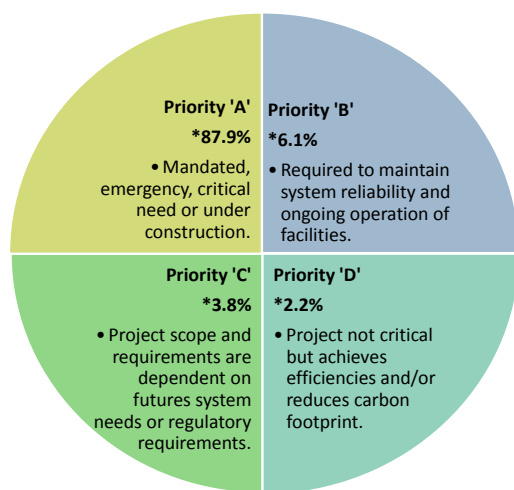 Priority 'A'
*87.9%
• Mandated,
emergency, critical
need or under
construction.
Priority 'B'
*6.1%
• Required to maintain
system reliability and
ongoing operation of
facilities.
Priority 'C'
*3.8%
• Project scope and
requirements are
dependent on
futures system
needs or regulatory
requirements.
Priority 'D'
*2.2%
• Project not critical
but achieves
efficiencies and/or
reduces carbon
footprint.